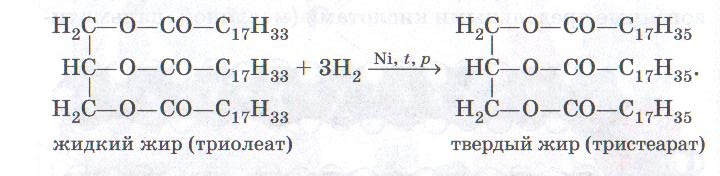 H₂C—O—CO—C₁₇H₃₃ H₂C—O—CO—C₁₇H₃₅
HC—O—CO—C₁₇H₃₃ + 3H₂ Ni, t, p → HC—O—CO—C₁₇H₃₅.
H₂C—O—CO—C₁₇H₃₃ H₂C—O—CO—C₁₇H₃₅
жидкий жир (триолеат) твердый жир (тристеарат)